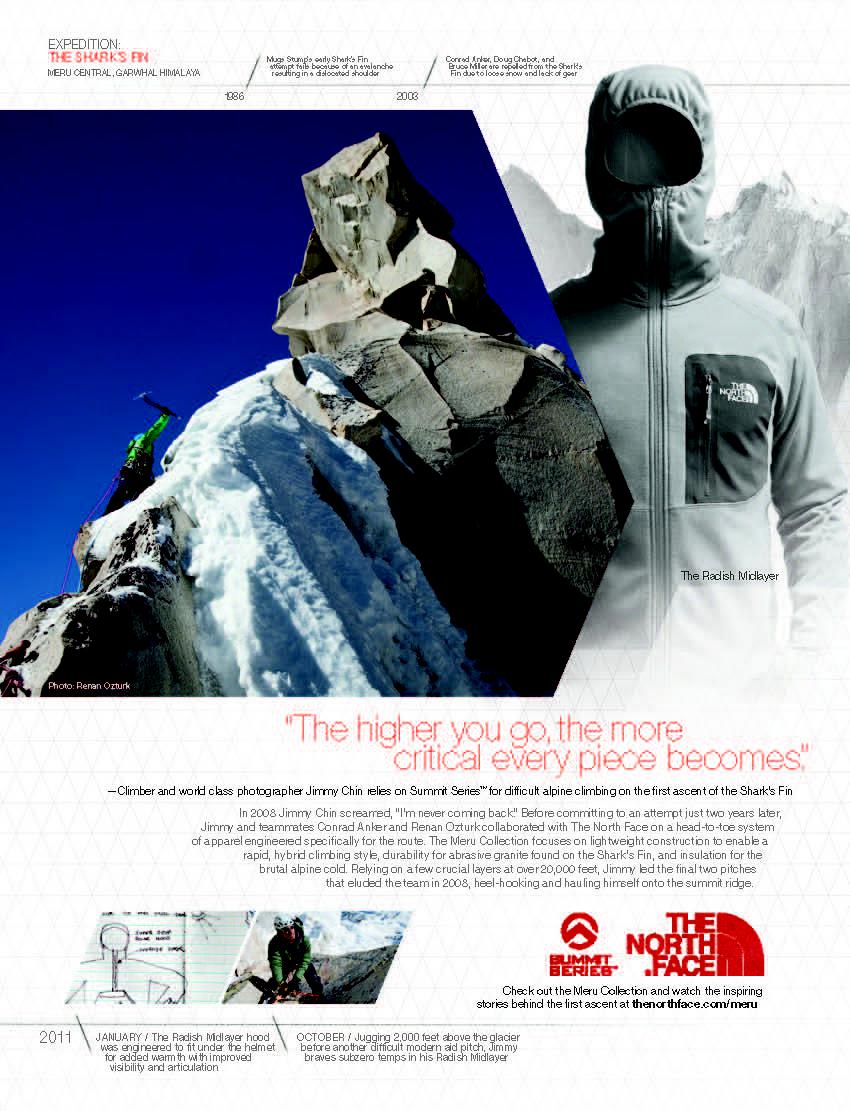 EXPEDITION:
THE SHARK'S FIN
MERU CENTRAL, GARWHAL HIMALAYA
1986
Mugs Stump's early Shark's Fin
attempt fails because of an avalanche
resulting in a dislocated shoulder
2003
Conrad Anker, Doug Chabot, and
Bruce Miller are repelled from the Shark's
Fin due to loose snow and lack of gear
THE
NORTH
FACE
The Radish Midlayer
Photo: Renan Ozturk
"The higher you go, the more
critical every piece becomes."
—Climber and world class photographer Jimmy Chin relies on Summit Series™ for difficult alpine climbing on the first ascent of the Shark's Fin
In 2008 Jimmy Chin screamed, "I'm never coming back." Before committing to an attempt just two years later,
Jimmy and teammates Conrad Anker and Renan Ozturk collaborated with The North Face on a head-to-toe system
of apparel engineered specifically for the route. The Meru Collection focuses on lightweight construction to enable a
rapid, hybrid climbing style, durability for abrasive granite found on the Shark's Fin, and insulation for the
brutal alpine cold. Relying on a few crucial layers at over 20,000 feet, Jimmy led the final two pitches
that eluded the team in 2008, heel-hooking and hauling himself onto the summit ridge.
SUMMIT
SERIES™
THE
NORTH
FACE
Check out the Meru Collection and watch the inspiring
stories behind the first ascent at thenorthface.com/meru
2011
JANUARY / The Radish Midlayer hood
was engineered to fit under the helmet
for added warmth with improved
visibility and articulation
OCTOBER / Jugging 2,000 feet above the glacier
before another difficult modern aid pitch, Jimmy
braves subzero temps in his Radish Midlayer